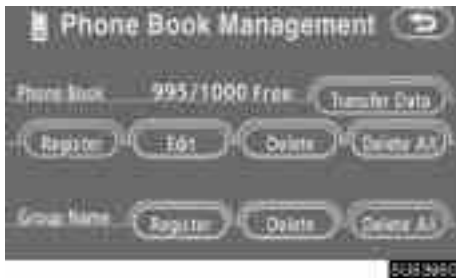 Phone Book Management
Phone Book 995/1000 Free Transfer Data
Register Edit Delete Delete All
Group Name Register Delete Delete All